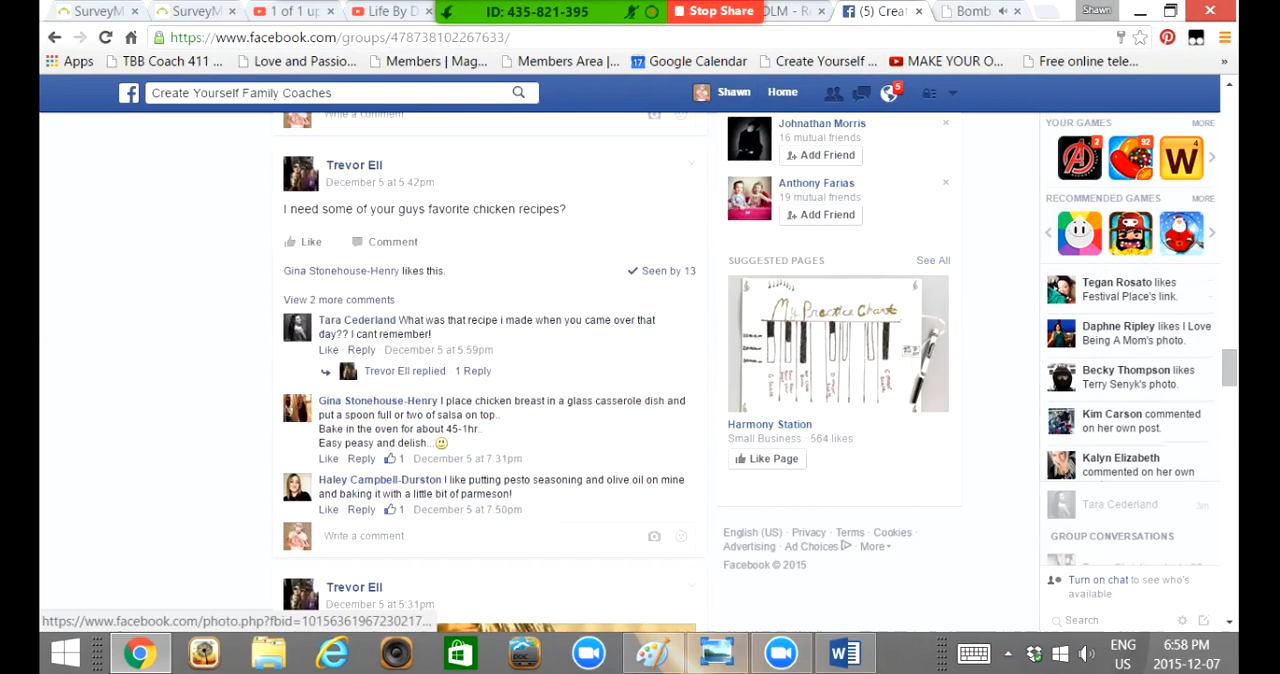 SurveyM
SurveyM
1 of 1 up
Life By D
ID: 435-821-395
Stop Share
DLM - Re
(5) Creat
Bomb
Shawn
https://www.facebook.com/groups/478738102267633/
Apps
TBB Coach 411 ...
Love and Passio...
Members | Mag...
Members Area |...
17
Google Calendar
Create Yourself ...
MAKE YOUR O...
Free online tele...
»
Create Yourself Family Coaches
Shawn
Home
5
Write a comment
Trevor Ell
December 5 at 5:42pm
I need some of your guys favorite chicken recipes?
Like
Comment
Gina Stonehouse-Henry likes this.
Seen by 13
View 2 more comments
Tara Cederland What was that recipe i made when you came over that
day?? I cant remember!
Like Reply December 5 at 5:59pm
Trevor Ell replied 1 Reply
Gina Stonehouse-Henry I place chicken breast in a glass casserole dish and
put a spoon full or two of salsa on top..
Bake in the oven for about 45-1hr..
Easy peasy and delish...
Like Reply 1 December 5 at 7:31pm
Haley Campbell-Durston I like putting pesto seasoning and olive oil on mine
and baking it with a little bit of parmeson!
Like Reply 1 December 5 at 7:50pm
Write a comment
Trevor Ell
December 5 at 5:31pm
https://www.facebook.com/photo.php?fbid=10156361967230217...
Johnathan Morris
16 mutual friends
Add Friend
Anthony Farias
19 mutual friends
Add Friend
SUGGESTED PAGES
See All
My Practice Chart
Harmony Station
Small Business · 564 likes
Like Page
English (US) · Privacy · Terms · Cookies ·
Advertising · Ad Choices · More
Facebook © 2015
YOUR GAMES
MORE
2
92
W
4
RECOMMENDED GAMES
MORE
Tegan Rosato likes
Festival Place's link.
Daphne Ripley likes I Love
Being A Mom's photo.
Becky Thompson likes
Terry Senyk's photo.
Kim Carson commented
on her own post.
Kalyn Elizabeth
commented on her own
Tara Cederland
3m
GROUP CONVERSATIONS
Turn on chat to see who's
available
Search
DOC
ENG
US
6:58 PM
2015-12-07